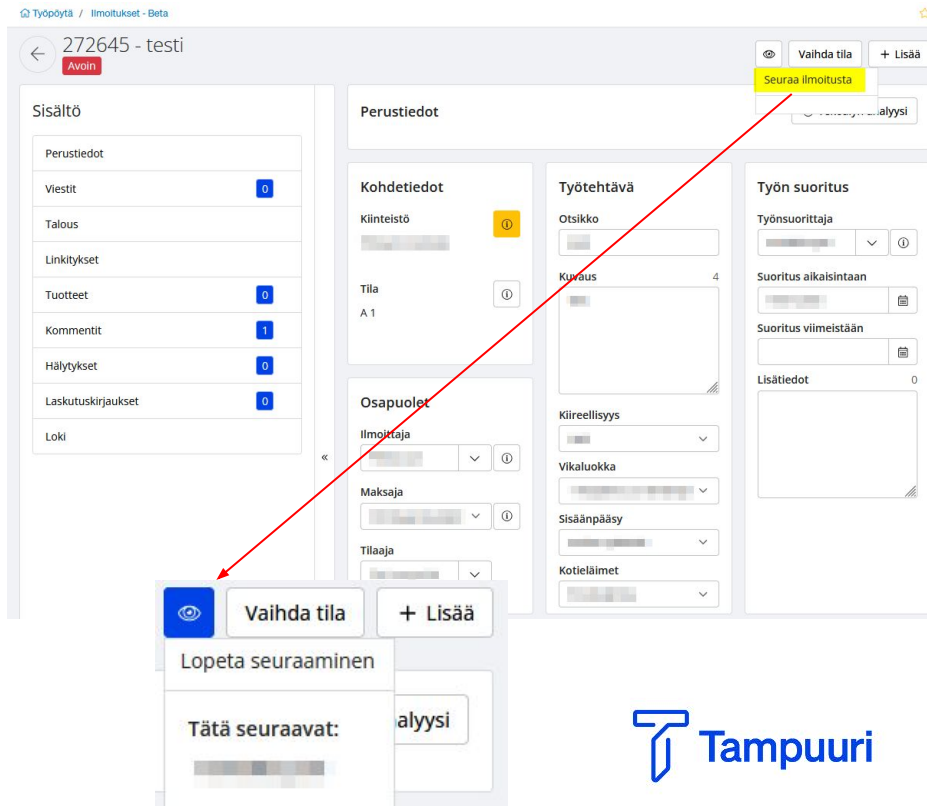 Työpöytä / Ilmoitukset - Beta
272645 - testi
Avoin
Vaihda tila
+ Lisää
Seuraa ilmoitusta
Sisältö
Perustiedot
Viestit 0
Talous
Linkitykset
Tuotteet 0
Kommentit 1
Hälytykset 0
Laskutuskirjaukset 0
Loki
«
Perustiedot
Kohdetiedot
Kiinteistö
Tila
A 1
Osapuolet
Ilmoittaja
Maksaja
Tilaaja
Työtehtävä
Otsikko
Kuvaus 4
Kiireellisyys
Vikaluokka
Sisäänpääsy
Kotieläimet
Työn suoritus
Työnsuorittaja
Suoritus aikaisintaan
Suoritus viimeistään
Lisätiedot 0
Vaihda tila
+ Lisää
Lopeta seuraaminen
Tätä seuraavat:
alyysi
Tampuuri